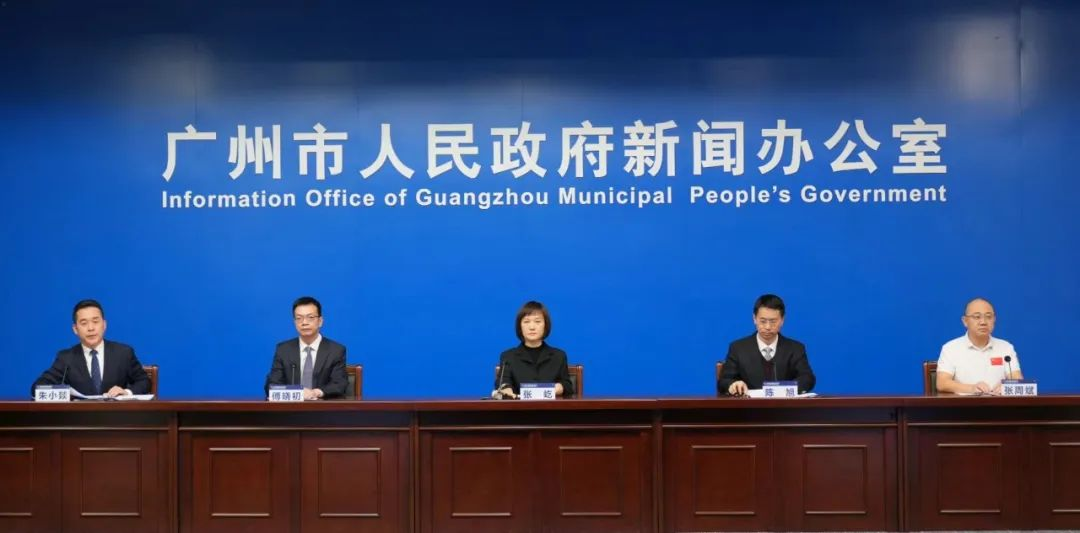 广州市人民政府新闻办公室
Information Office of Guangzhou Municipal People's Government
朱小燚
傅晓初
张 屹
陈 旭
张周斌